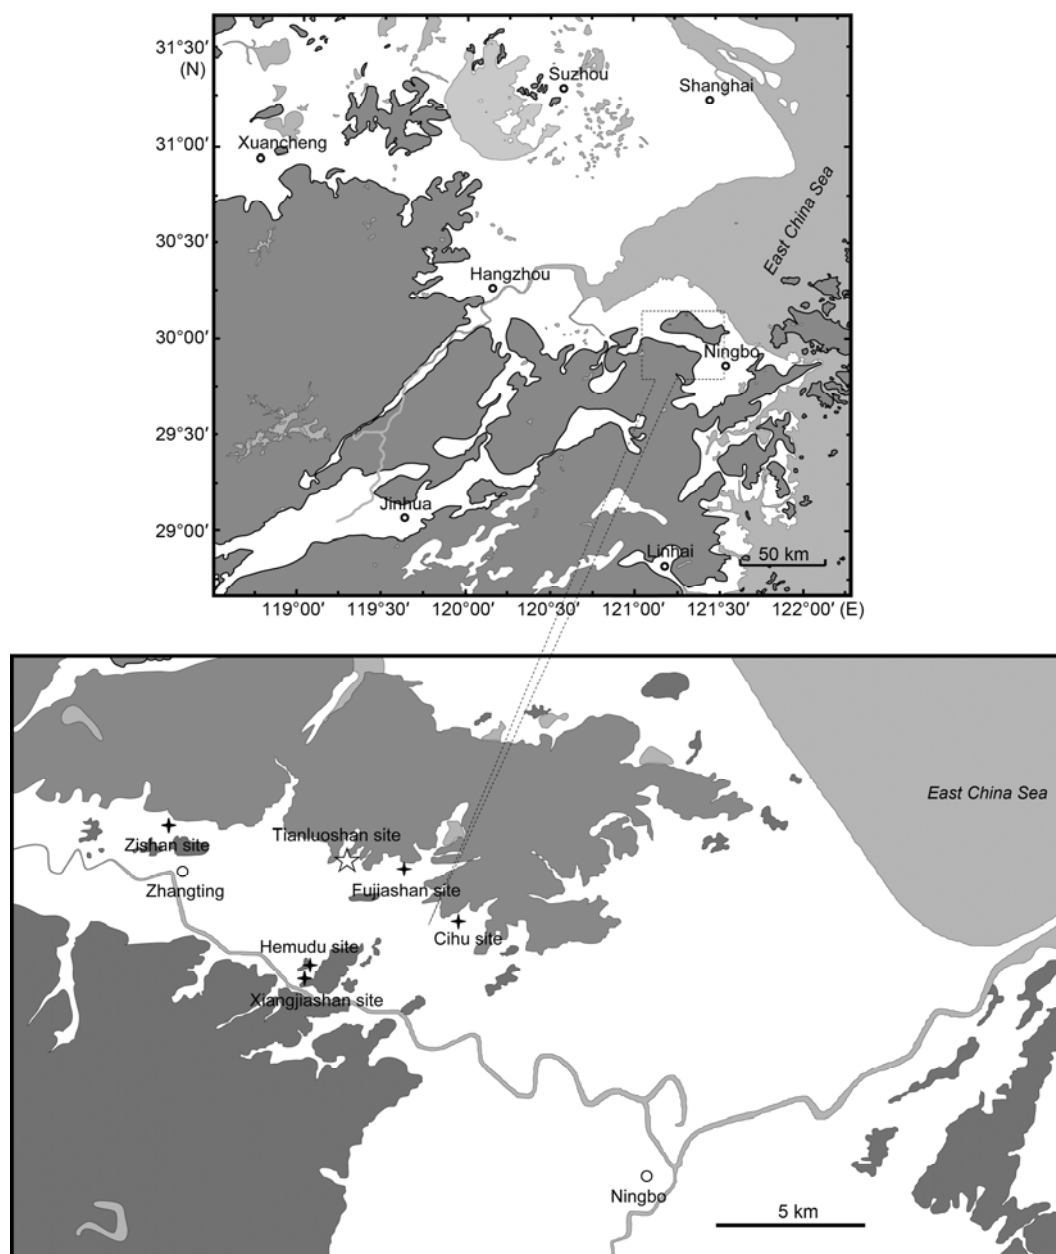 31°30′
(N)
Suzhou
Shanghai
31°00′
Xuancheng
East China Sea
30°30′
Hangzhou
30°00′
Ningbo
29°30′
Jinhua
29°00′
Linhai
50 km
119°00′ 119°30′ 120°00′ 120°30′ 121°00′ 121°30′ 122°00′ (E)
East China Sea
Tianluoshan site
Zishan site
Zhangting
Fujiashan site
Cihu site
Hemudu site
Xiangjiashan site
Ningbo
5 km